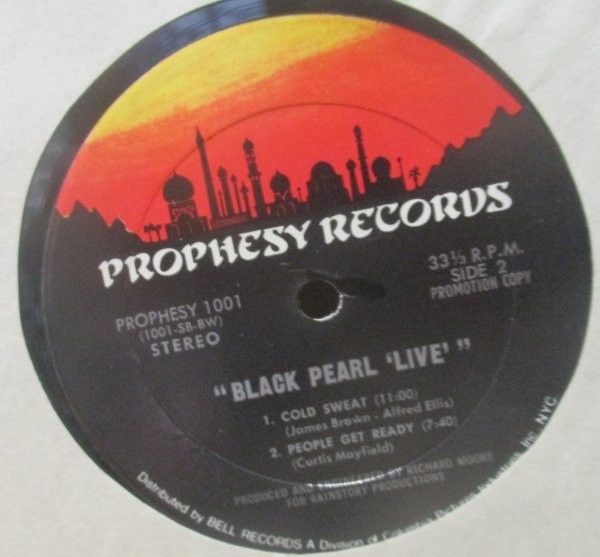 PROPHESY RECORDS
PROPHESY 1001
(1001-SB-BW)
STEREO
33⅓ R.P.M.
SIDE 2
PROMOTION COPY
"BLACK PEARL 'LIVE'"
1. COLD SWEAT (11:00)
(James Brown - Alfred Ellis)
2. PEOPLE GET READY (7:40)
(Curtis Mayfield)
PRODUCED AND ENGINEERED BY RICHARD MOORE
FOR RAINSTORY PRODUCTIONS
Distributed by BELL RECORDS A Division of Columbia Pictures Industries, Inc. NYC